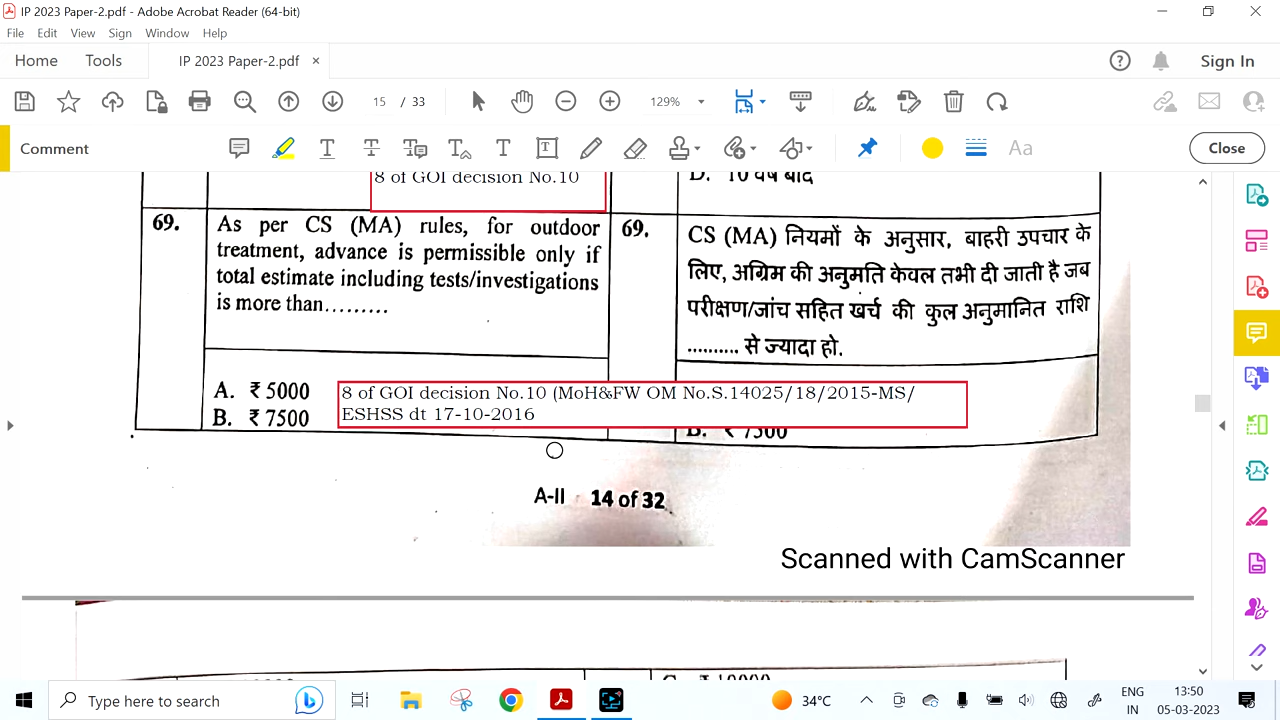 IP 2023 Paper-2.pdf - Adobe Acrobat Reader (64-bit)
File Edit View Sign Window Help
Home Tools IP 2023 Paper-2.pdf × Sign In
15 / 33 129%
Comment Aa Close
8 of GOI decision No.10
D. 10 वर्ष बाद
69. As per CS (MA) rules, for outdoor
treatment, advance is permissible only if
total estimate including tests/investigations
is more than.........
A. ₹ 5000
B. ₹ 7500
69. CS (MA) नियमों के अनुसार, बाहरी उपचार के
लिए, अग्रिम की अनुमति केवल तभी दी जाती है जब
परीक्षण/जांच सहित खर्च की कुल अनुमानित राशि
.......... से ज्यादा हो.
8 of GOI decision No.10 (MoH&FW OM No.S.14025/18/2015-MS/
ESHSS dt 17-10-2016
B. ₹ 7500
A-II 14 of 32
Scanned with CamScanner
Type here to search
34°C
ENG
IN
13:50
05-03-2023